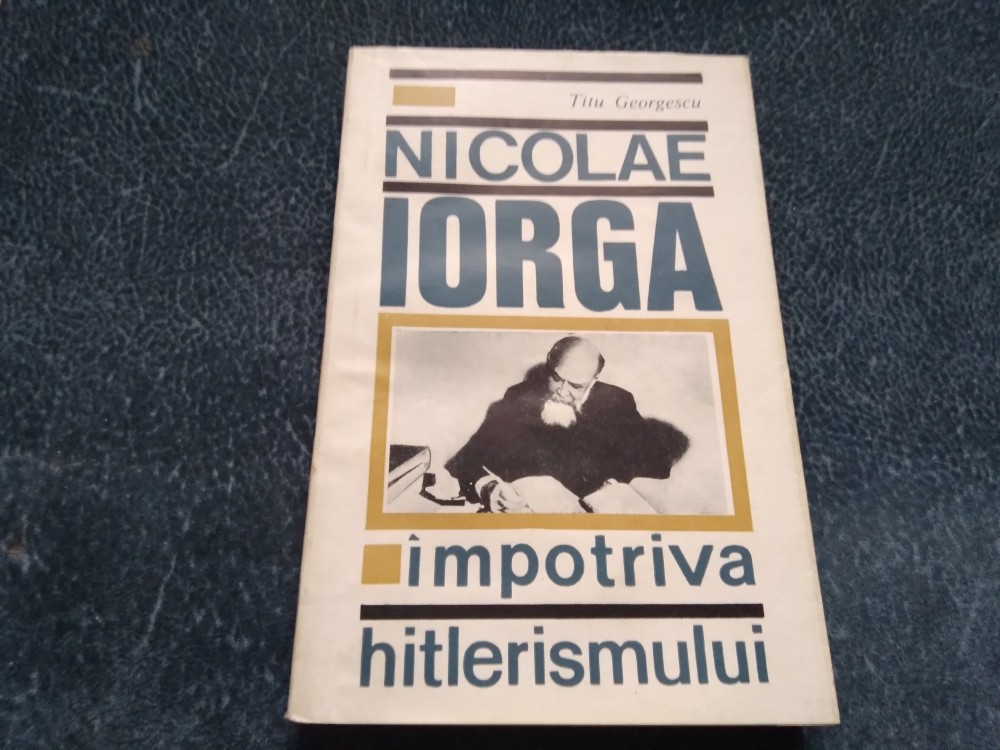 Titu Georgescu
NICOLAE
IORGA
împotriva
hitlerismului